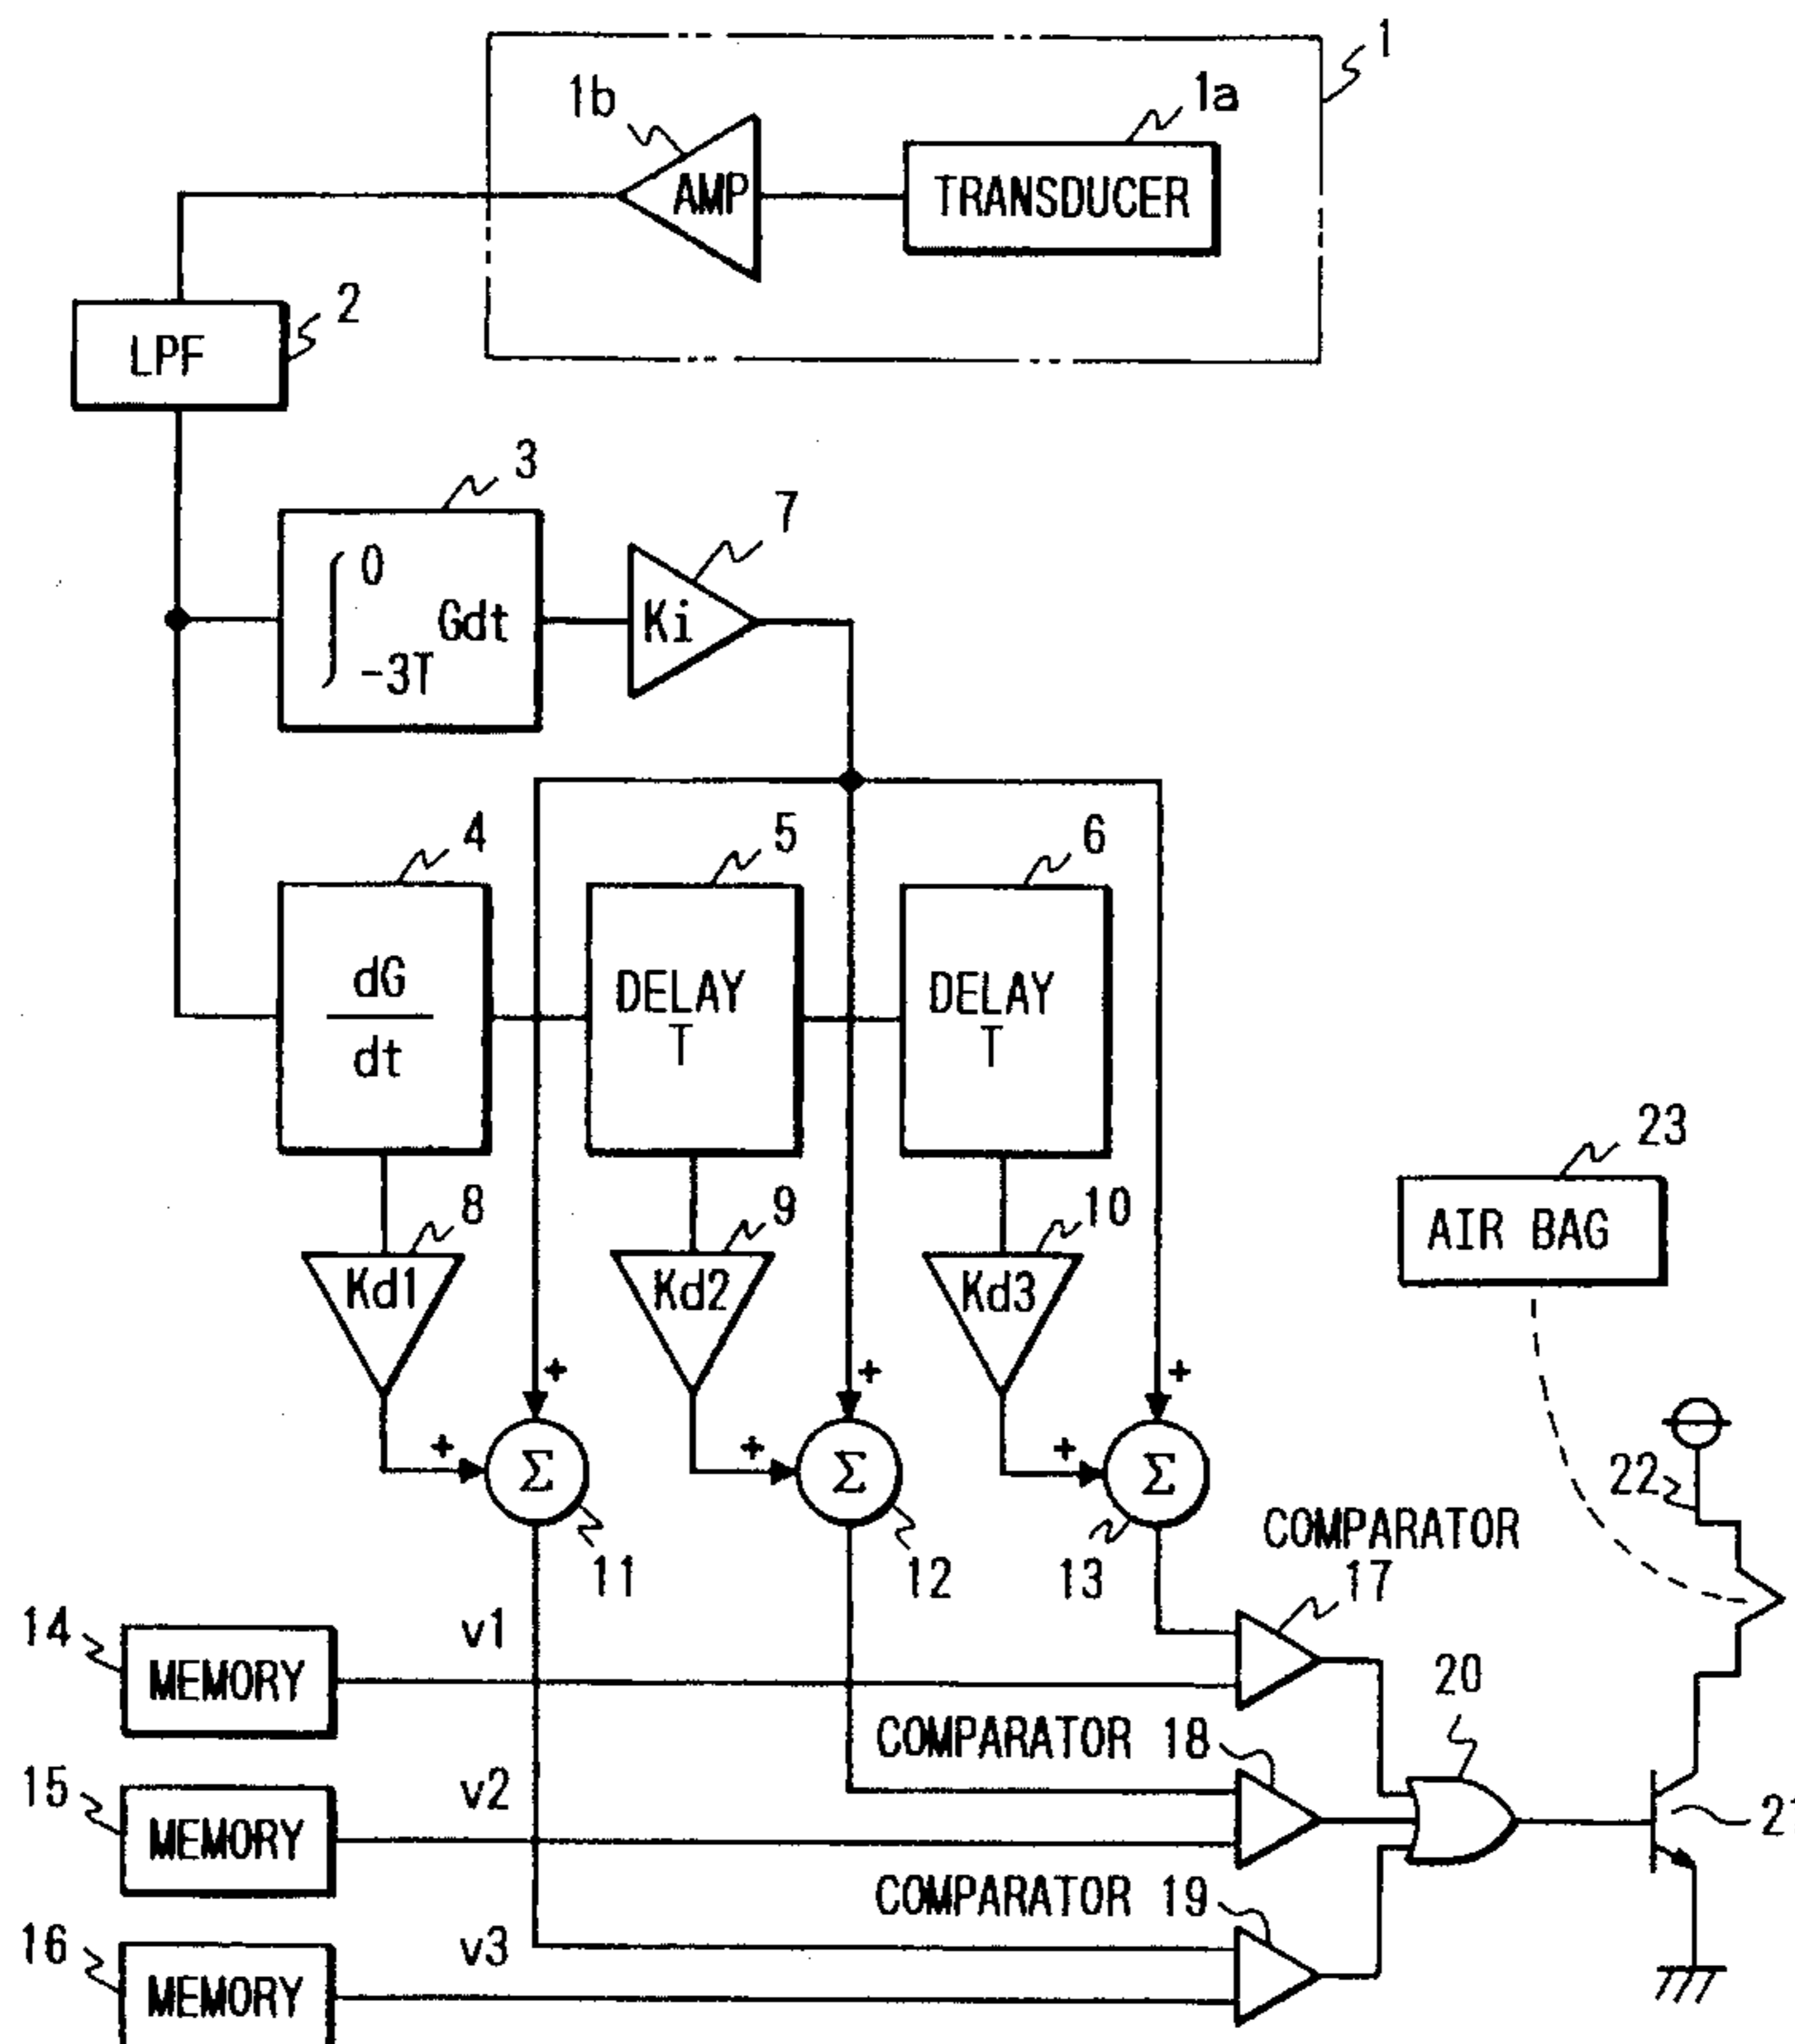 1
1b
1a
AMP
TRANSDUCER
2
LPF
3
7
∫ 0
Gdt
-3T
Ki
4
5
6
dG
dt
DELAY
T
DELAY
T
23
AIR BAG
8
9
10
Kd1
Kd2
Kd3
+
+
+
+
+
+
Σ
Σ
Σ
22
11
12
13
COMPARATOR
17
14
v1
MEMORY
20
COMPARATOR 18
15
v2
MEMORY
COMPARATOR 19
16
v3
MEMORY